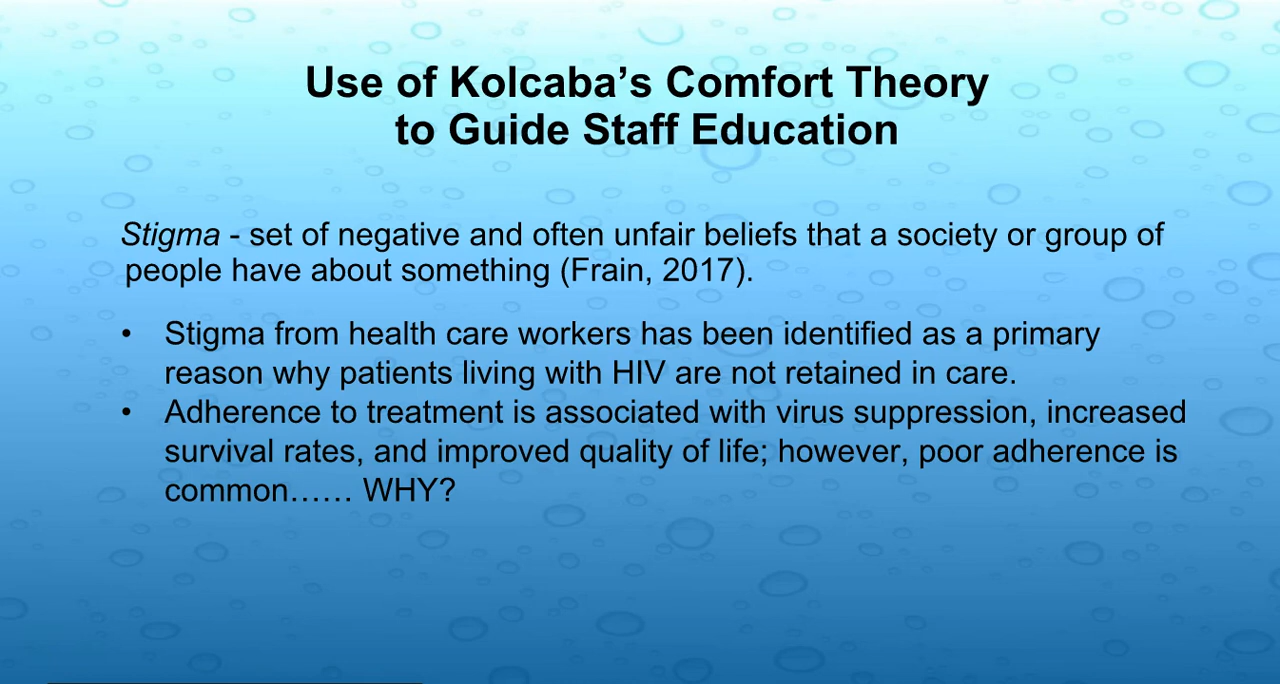 Use of Kolcaba’s Comfort Theory
to Guide Staff Education
Stigma - set of negative and often unfair beliefs that a society or group of
people have about something (Frain, 2017).
• Stigma from health care workers has been identified as a primary
reason why patients living with HIV are not retained in care.
• Adherence to treatment is associated with virus suppression, increased
survival rates, and improved quality of life; however, poor adherence is
common…… WHY?